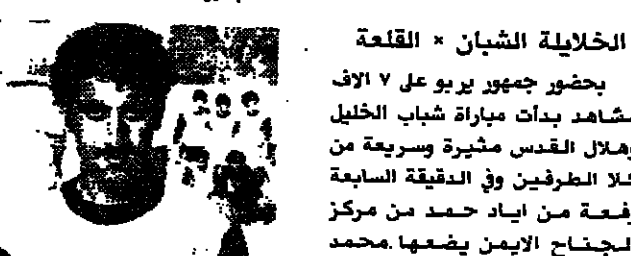 الخلايلة الشبان × القلعة
بحضور جمهور يربو على ٧ الاف
مشاهد بدأت مباراة شباب الخليل
وهلال القدس مثيرة وسريعة من
كلا الطرفين وفي الدقيقة السابعة
رفعة من اياد حمد من مركز
الجناح الايمن يضعها محمد